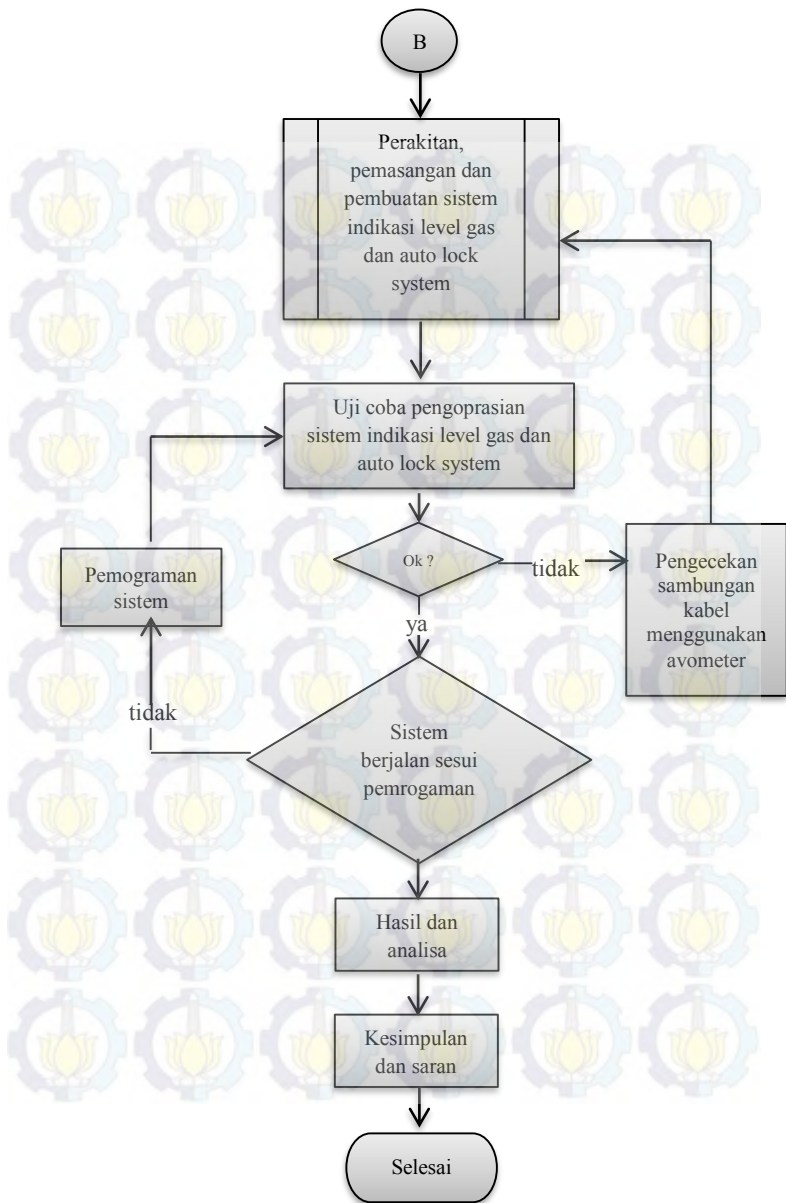 B
Perakitan,
pemasangan dan
pembuatan sistem
indikasi level gas
dan auto lock
system
Uji coba pengoprasian
sistem indikasi level gas dan
auto lock system
Ok ?
tidak
Pengecekan
sambungan
kabel
menggunakan
avometer
Pemograman
sistem
ya
tidak
Sistem
berjalan sesui
pemrogaman
Hasil dan
analisa
Kesimpulan
dan saran
Selesai